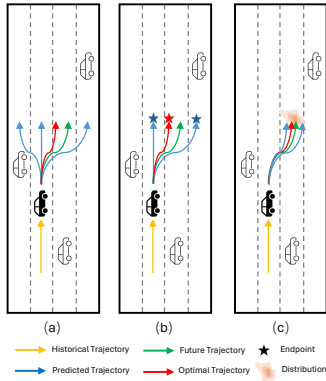 (a) (b) (c)
Historical Trajectory Future Trajectory Endpoint
Predicted Trajectory Optimal Trajectory Distribution